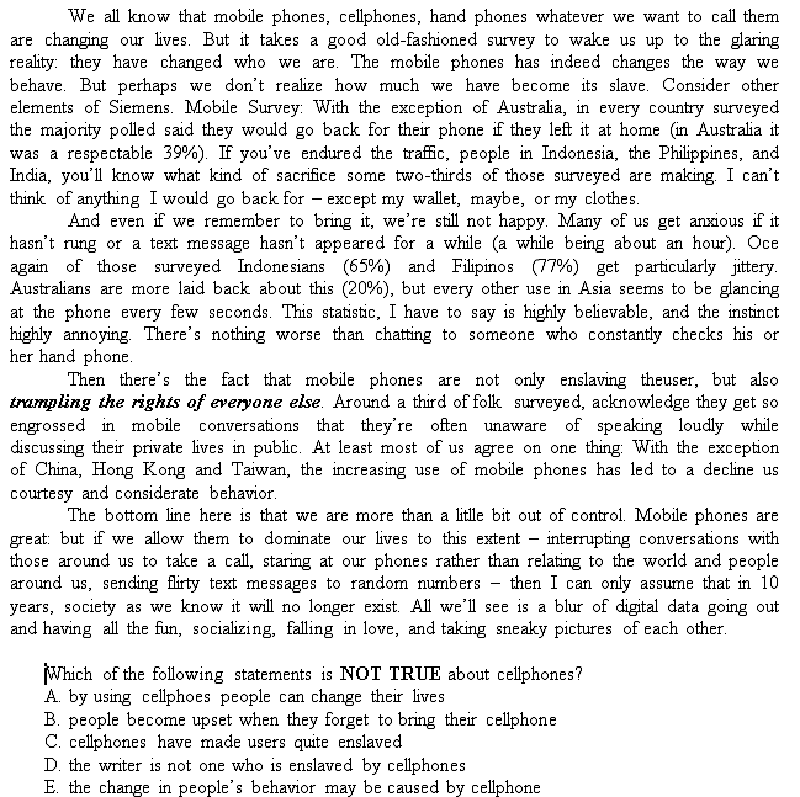 We all know that mobile phones, cellphones, hand phones whatever we want to call them
are changing our lives. But it takes a good old-fashioned survey to wake us up to the glaring
reality: they have changed who we are. The mobile phones has indeed changes the way we
behave. But perhaps we don't realize how much we have become its slave. Consider other
elements of Siemens. Mobile Survey: With the exception of Australia, in every country surveyed
the majority polled said they would go back for their phone if they left it at home (in Australia it
was a respectable 39%). If you've endured the traffic, people in Indonesia, the Philippines, and
India, you'll know what kind of sacrifice some two-thirds of those surveyed are making. I can't
think of anything I would go back for – except my wallet, maybe, or my clothes.
And even if we remember to bring it, we're still not happy. Many of us get anxious if it
hasn't rung or a text message hasn't appeared for a while (a while being about an hour). Oce
again of those surveyed Indonesians (65%) and Filipinos (77%) get particularly jittery.
Australians are more laid back about this (20%), but every other use in Asia seems to be glancing
at the phone every few seconds. This statistic, I have to say is highly believable, and the instinct
highly annoying. There's nothing worse than chatting to someone who constantly checks his or
her hand phone.
Then there's the fact that mobile phones are not only enslaving theuser, but also
trampling the rights of everyone else. Around a third of folk surveyed, acknowledge they get so
engrossed in mobile conversations that they're often unaware of speaking loudly while
discussing their private lives in public. At least most of us agree on one thing: With the exception
of China, Hong Kong and Taiwan, the increasing use of mobile phones has led to a decline us
courtesy and considerate behavior.
The bottom line here is that we are more than a litlle bit out of control. Mobile phones are
great: but if we allow them to dominate our lives to this extent – interrupting conversations with
those around us to take a call, staring at our phones rather than relating to the world and people
around us, sending flirty text messages to random numbers – then I can only assume that in 10
years, society as we know it will no longer exist. All we'll see is a blur of digital data going out
and having all the fun, socializing, falling in love, and taking sneaky pictures of each other.
Which of the following statements is NOT TRUE about cellphones?
A. by using cellphoes people can change their lives
B. people become upset when they forget to bring their cellphone
C. cellphones have made users quite enslaved
D. the writer is not one who is enslaved by cellphones
E. the change in people's behavior may be caused by cellphone